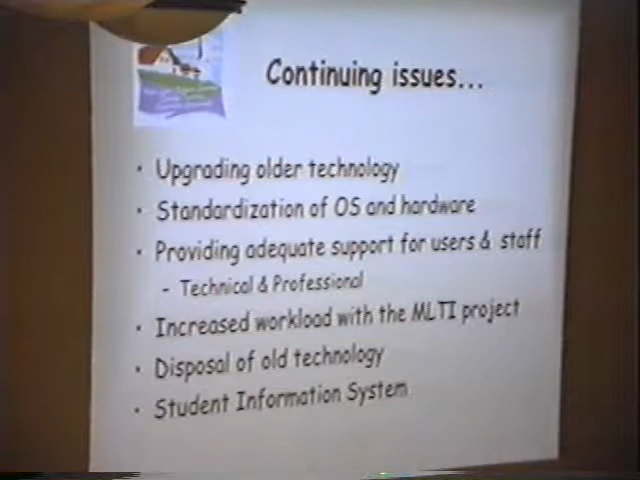 Continuing issues...
• Upgrading older technology
• Standardization of OS and hardware
• Providing adequate support for users & staff
– Technical & Professional
• Increased workload with the MLTI project
• Disposal of old technology
• Student Information System